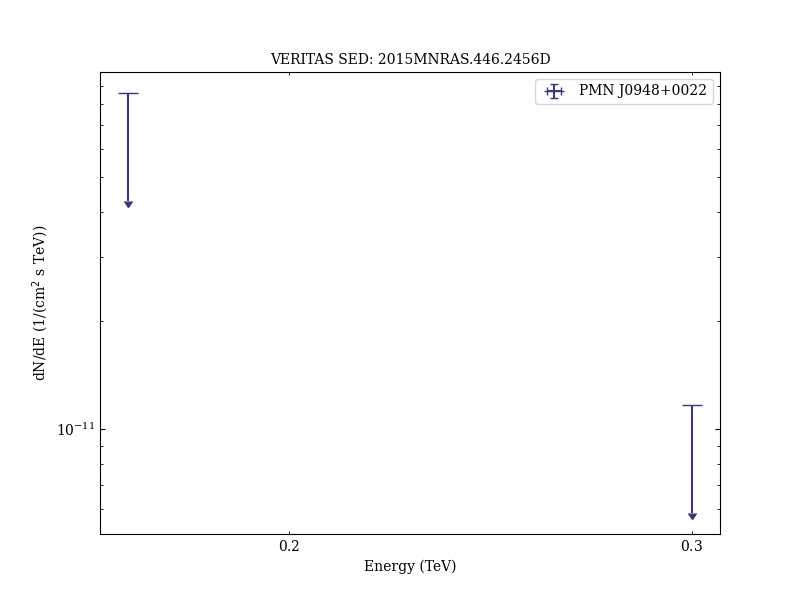 VERITAS SED: 2015MNRAS.446.2456D
PMN J0948+0022
dN/dE (1/(cm² s TeV))
10⁻¹¹
0.2
0.3
Energy (TeV)